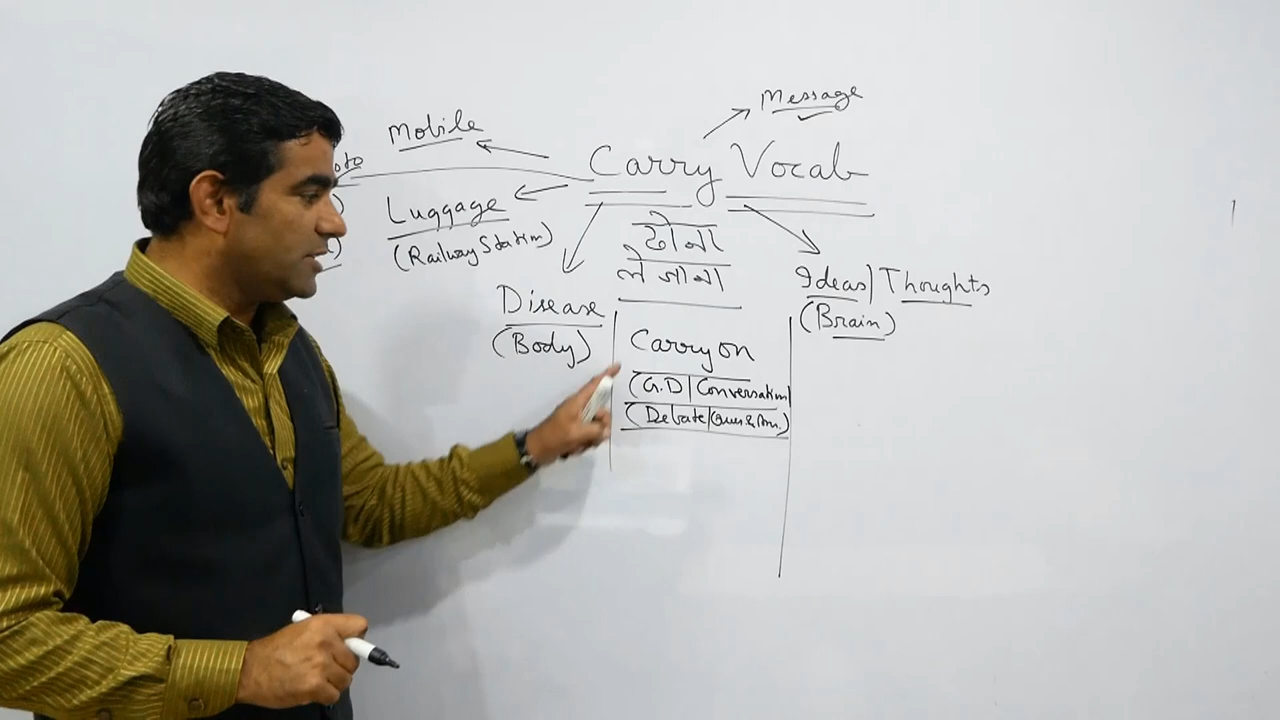 Message
Mobile
Carry Vocab
Luggage
(Railway Station)
ढोना
ले जाना
Disease
(Body)
Ideas/Thoughts
(Brain)
Carry on
(G.D/Conversation
(Debate/Ques & Ans.)